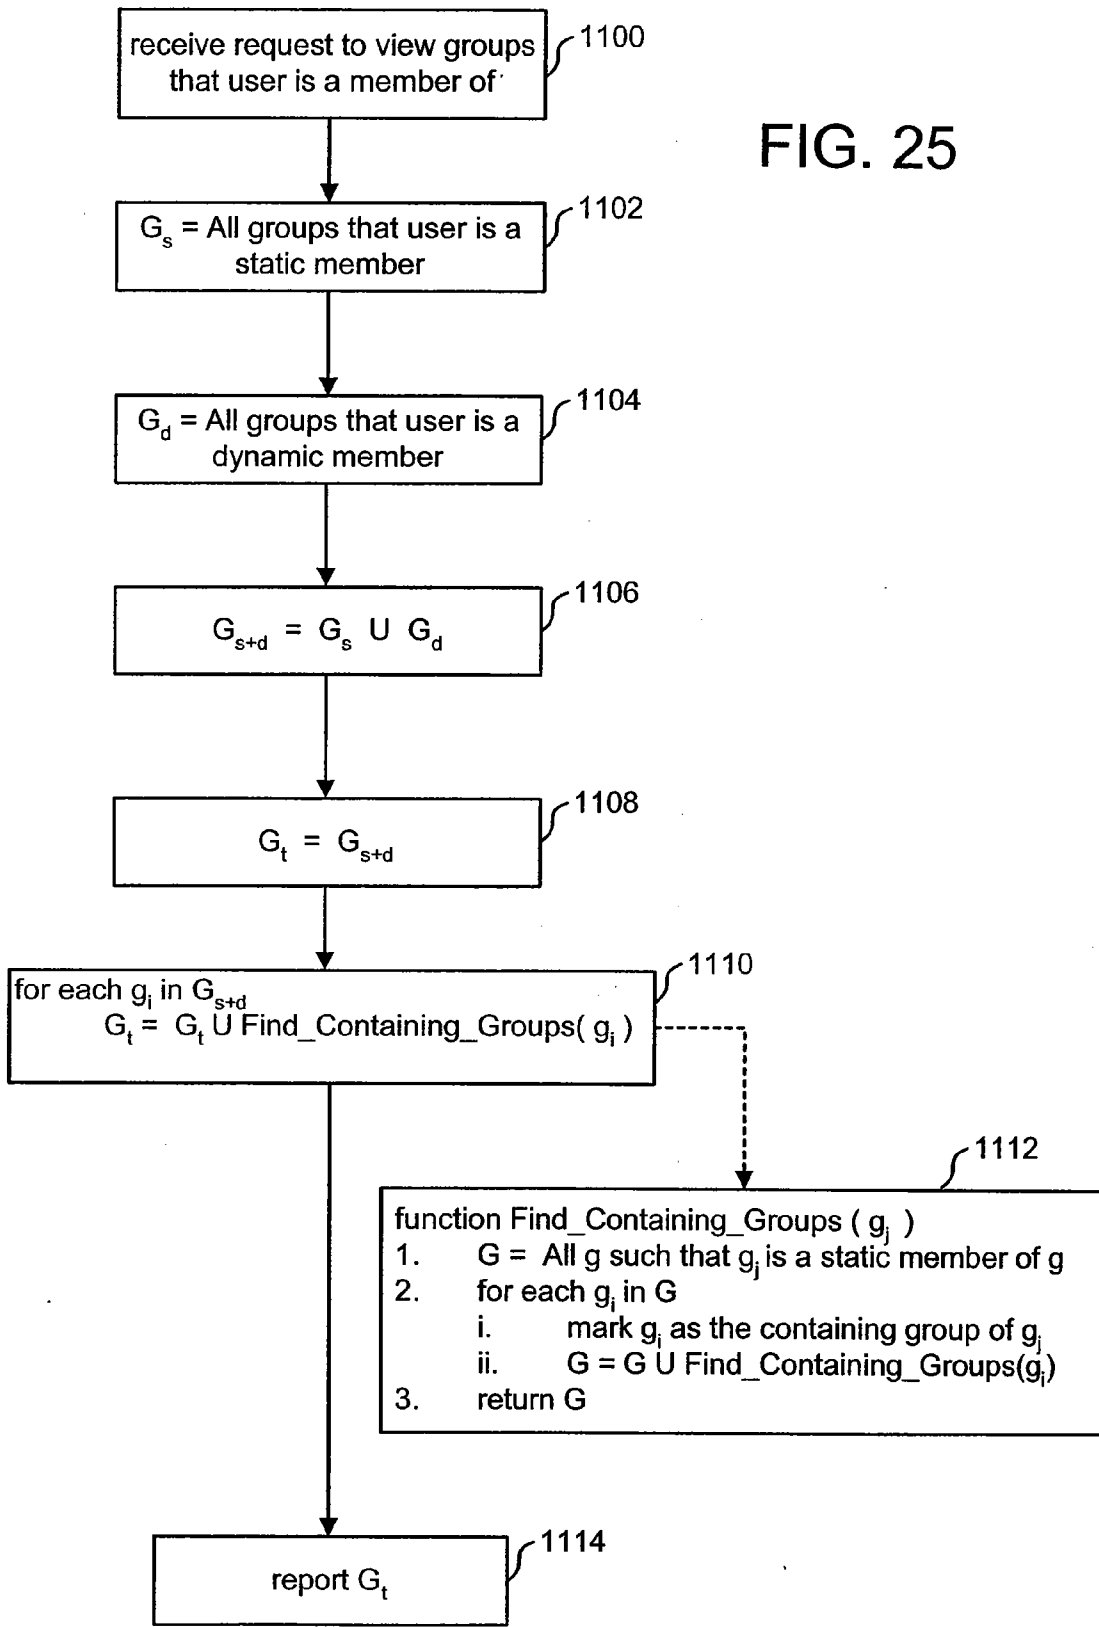 receive request to view groups
that user is a member of
1100
FIG. 25
Gs = All groups that user is a
static member
1102
Gd = All groups that user is a
dynamic member
1104
Gs+d = Gs U Gd
1106
Gt = Gs+d
1108
for each gi in Gs+d
Gt = Gt U Find_Containing_Groups( gi )
1110
1112
function Find_Containing_Groups ( gj )
1. G = All g such that gj is a static member of g
2. for each gi in G
i. mark gi as the containing group of gj
ii. G = G U Find_Containing_Groups(gi)
3. return G
report Gt
1114